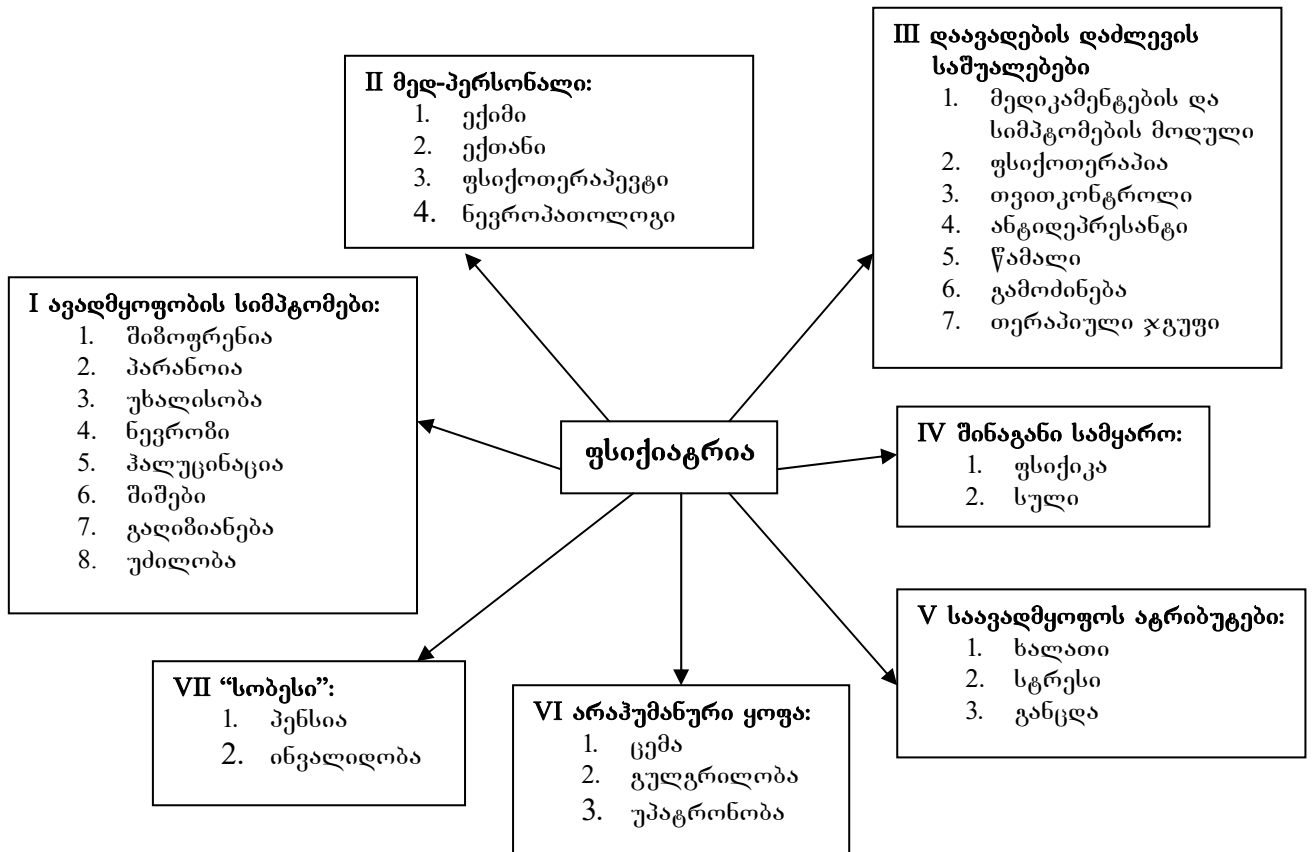 I ავადმყოფობის სიმპტომები:
1. შიზოფრენია
2. პარანოია
3. უხალისობა
4. ნევროზი
5. ჰალუცინაცია
6. შიშები
7. გაღიზიანება
8. უძილობა
II მედ-პერსონალი:
1. ექიმი
2. ექთანი
3. ფსიქოთერაპევტი
4. ნევროპათოლოგი
III დაავადების დაძლევის
საშუალებები
1. მედიკამენტების და
სიმპტომების მოდული
2. ფსიქოთერაპია
3. თვითკონტროლი
4. ანტიდეპრესანტი
5. წამალი
6. გამოძინება
7. თერაპიული ჯგუფი
ფსიქიატრია
IV შინაგანი სამყარო:
1. ფსიქიკა
2. სული
V საავადმყოფოს ატრიბუტები:
1. ხალათი
2. სტრესი
3. განცდა
VI არაჰუმანური ყოფა:
1. ცემა
2. გულგრილობა
3. უპატრონობა
VII “სობესი”:
1. პენსია
2. ინვალიდობა